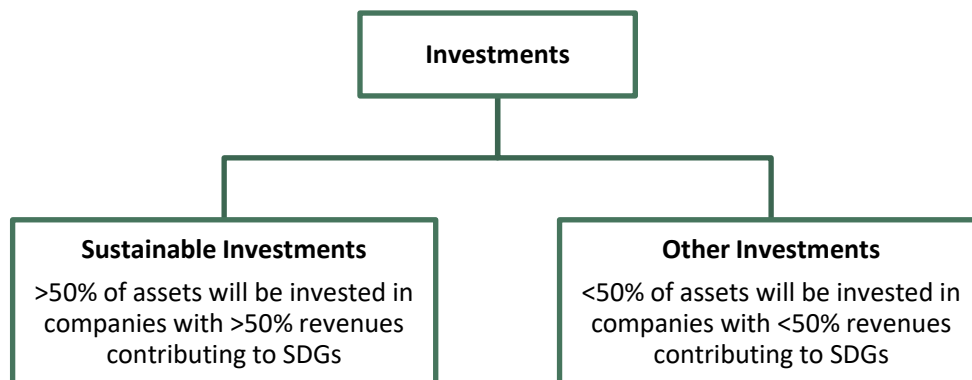 Investments
Sustainable Investments
>50% of assets will be invested in
companies with >50% revenues
contributing to SDGs
Other Investments
<50% of assets will be invested in
companies with <50% revenues
contributing to SDGs